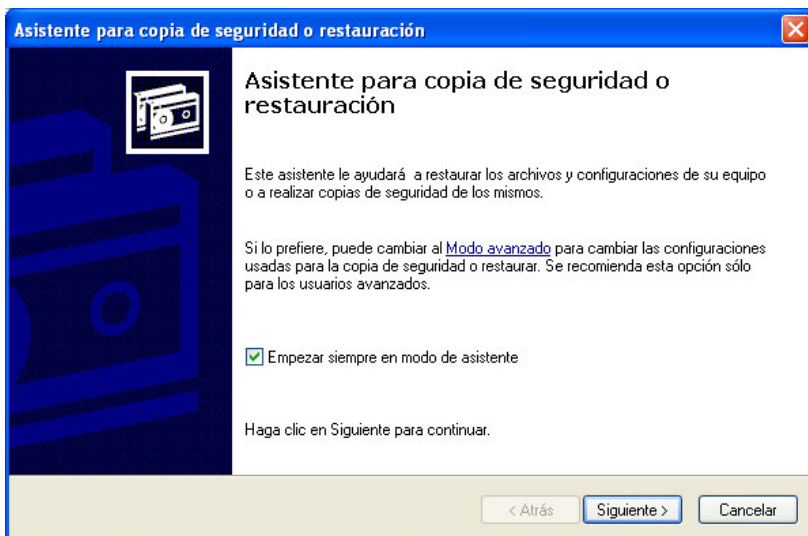 Asistente para copia de seguridad o restauración
Asistente para copia de seguridad o
restauración
Este asistente le ayudará a restaurar los archivos y configuraciones de su equipo
o a realizar copias de seguridad de los mismos.
Si lo prefiere, puede cambiar al Modo avanzado para cambiar las configuraciones
usadas para la copia de seguridad o restaurar. Se recomienda esta opción sólo
para los usuarios avanzados.
Empezar siempre en modo de asistente
Haga clic en Siguiente para continuar.
< Atrás Siguiente > Cancelar